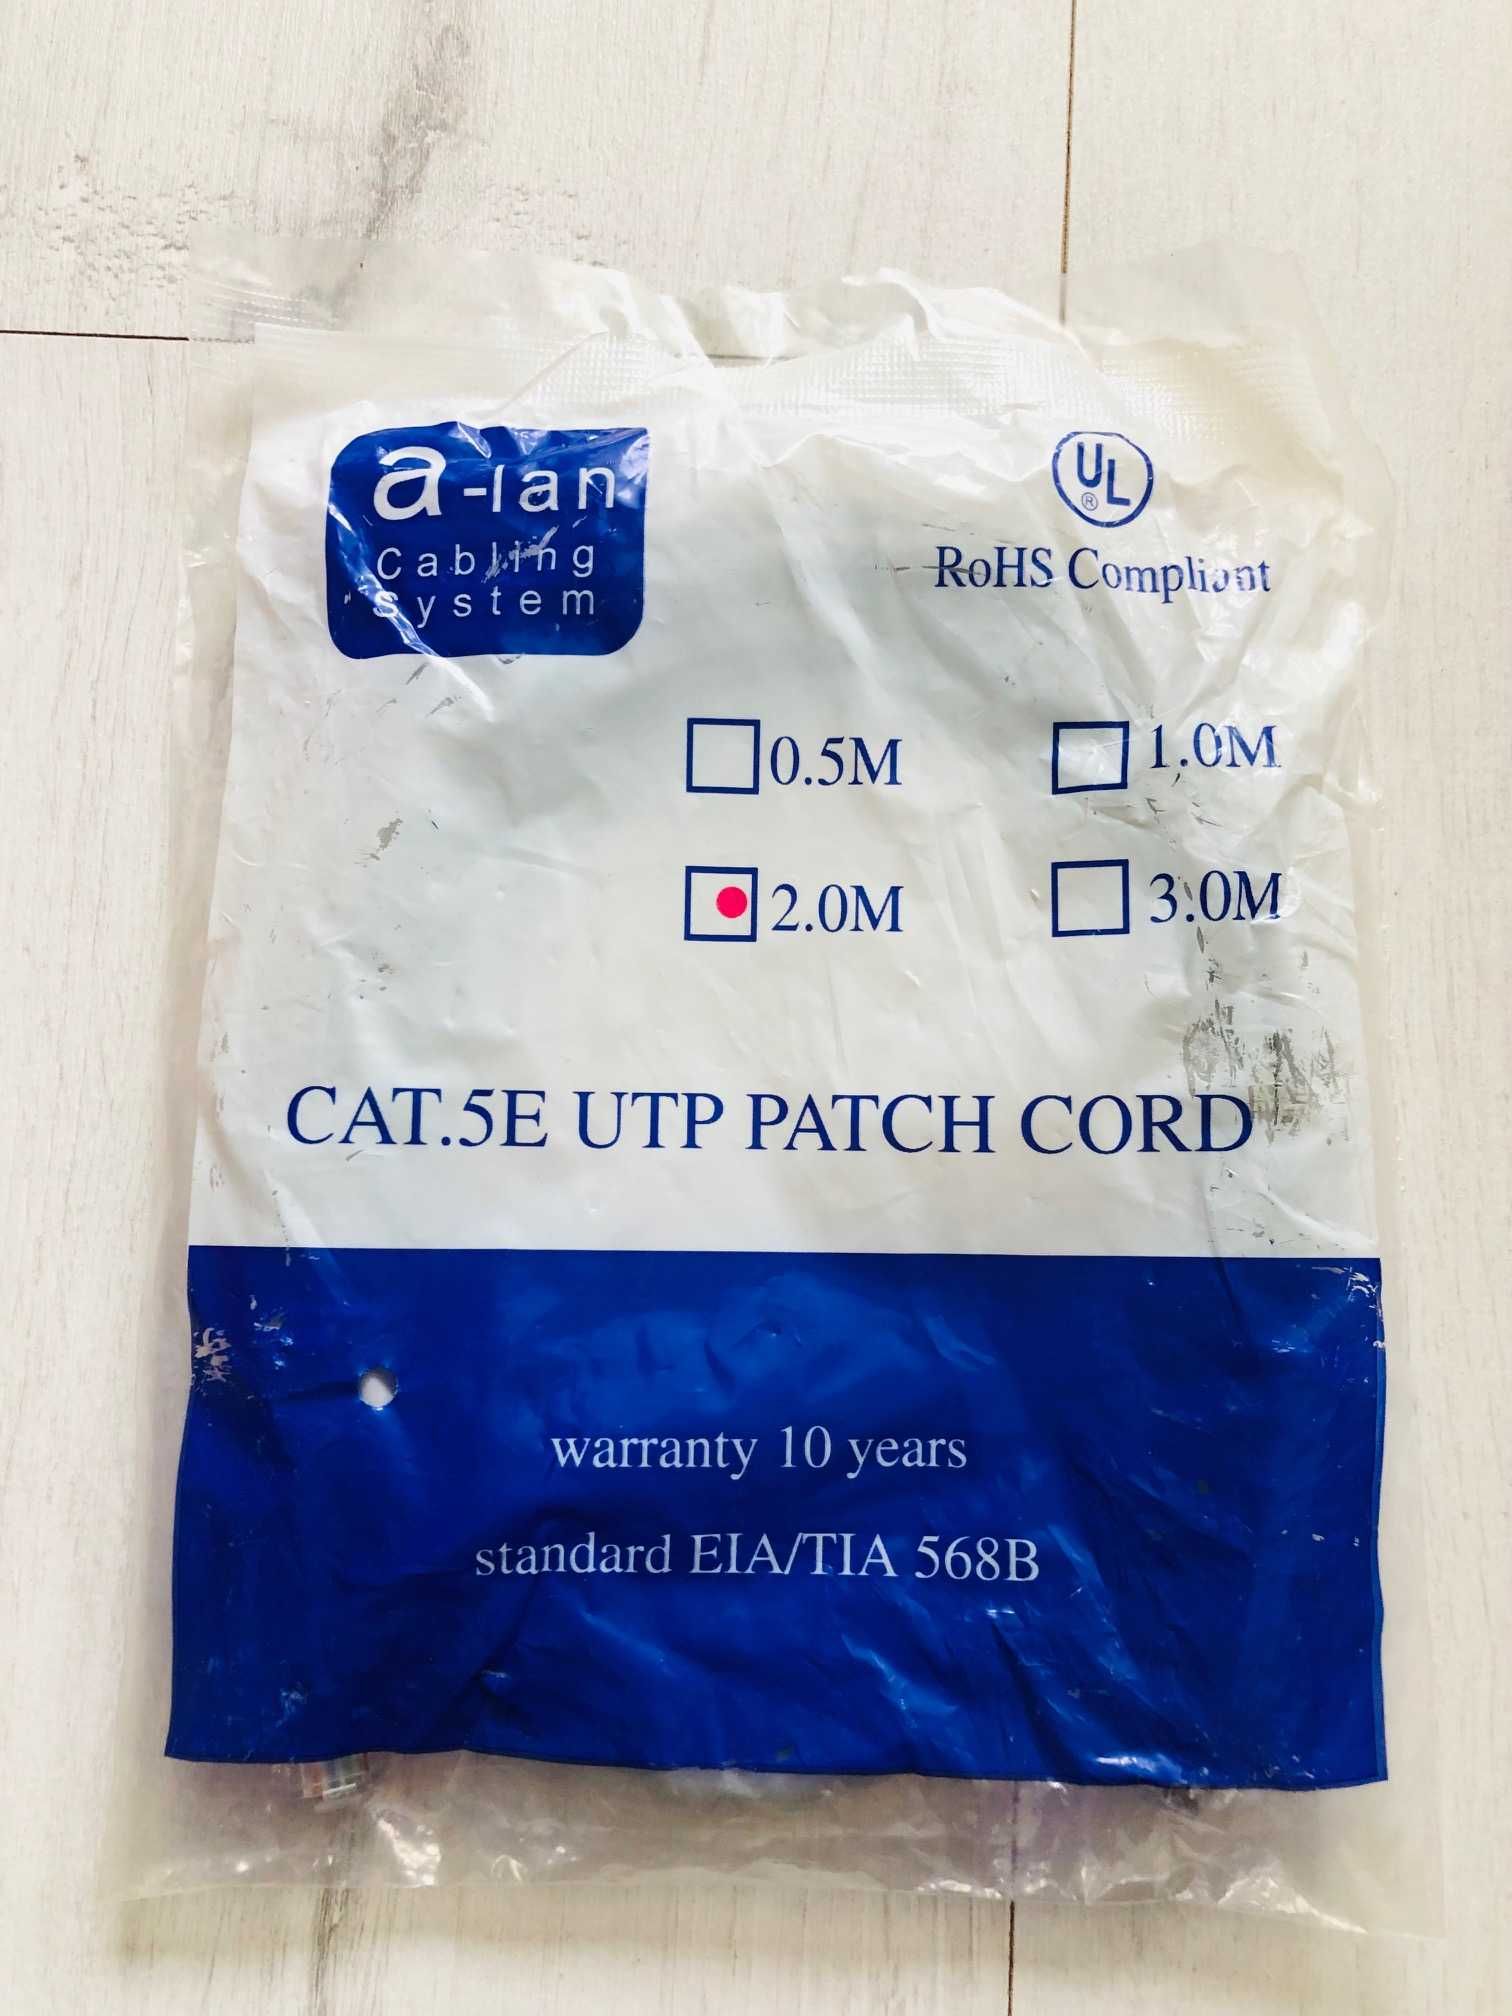 a-lan
Cabling
System
UL
®
RoHS Compliant
0.5M
1.0M
2.0M
3.0M
CAT.5E UTP PATCH CORD
warranty 10 years
standard EIA/TIA 568B